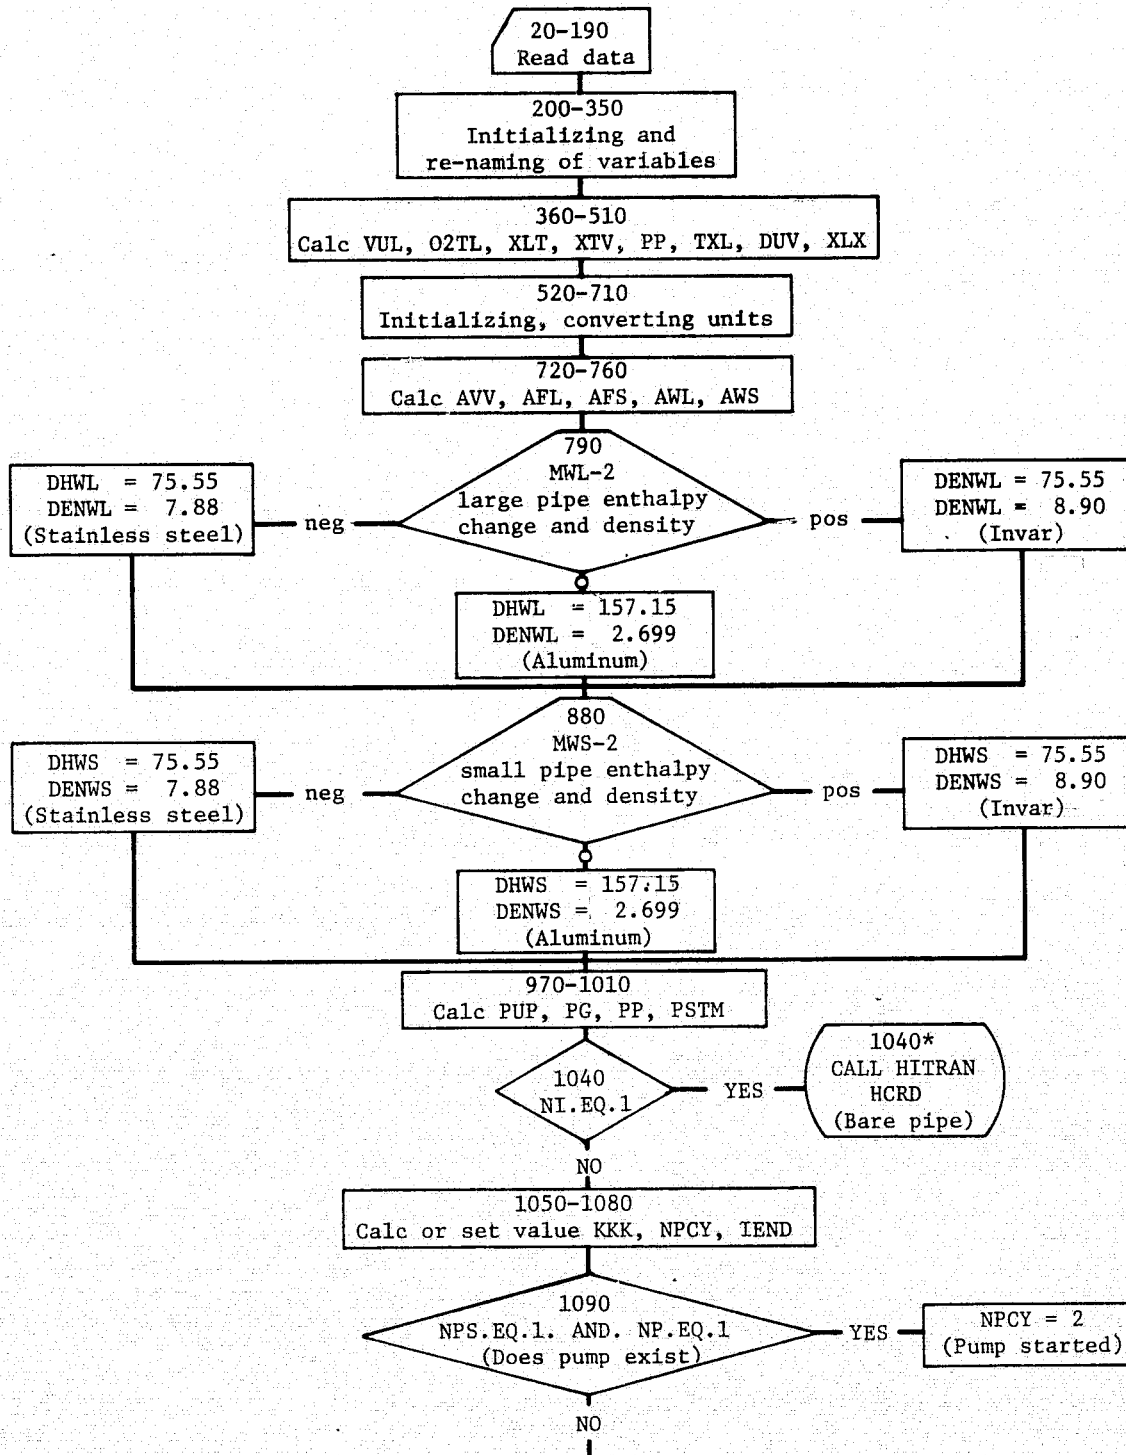 20-190
Read data
200-350
Initializing and
re-naming of variables
360-510
Calc VUL, O2TL, XLT, XTV, PP, TXL, DUV, XLX
520-710
Initializing, converting units
720-760
Calc AVV, AFL, AFS, AWL, AWS
790
MWL-2
large pipe enthalpy
change and density
neg
pos
DHWL = 75.55
DENWL = 7.88
(Stainless steel)
DENWL = 75.55
DENWL = 8.90
(Invar)
DHWL = 157.15
DENWL = 2.699
(Aluminum)
880
MWS-2
small pipe enthalpy
change and density
neg
pos
DHWS = 75.55
DENWS = 7.88
(Stainless steel)
DHWS = 75.55
DENWS = 8.90
(Invar)
DHWS = 157.15
DENWS = 2.699
(Aluminum)
970-1010
Calc PUP, PG, PP, PSTM
1040
NI.EQ.1
YES
1040*
CALL HITRAN
HCRD
(Bare pipe)
NO
1050-1080
Calc or set value KKK, NPCY, IEND
1090
NPS.EQ.1. AND. NP.EQ.1
(Does pump exist)
YES
NPCY = 2
(Pump started)
NO